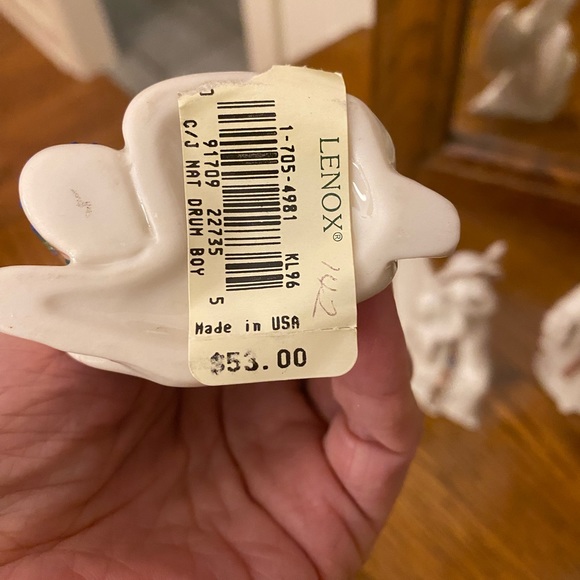 LENOX®
1-705-4981 KL96
91709 22735 5
C/J NAT DRUM BOY
142
Made in USA
$53.00